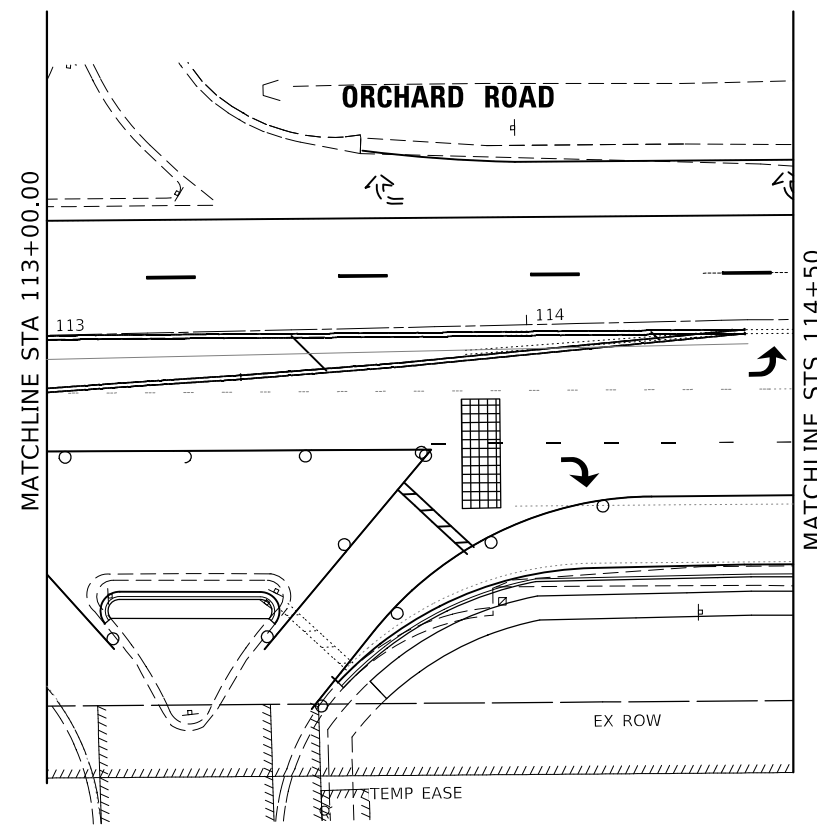 ORCHARD ROAD
MATCHLINE STA 113+00.00
113
114
MATCHLINE STS 114+50
EX ROW
TEMP EASE